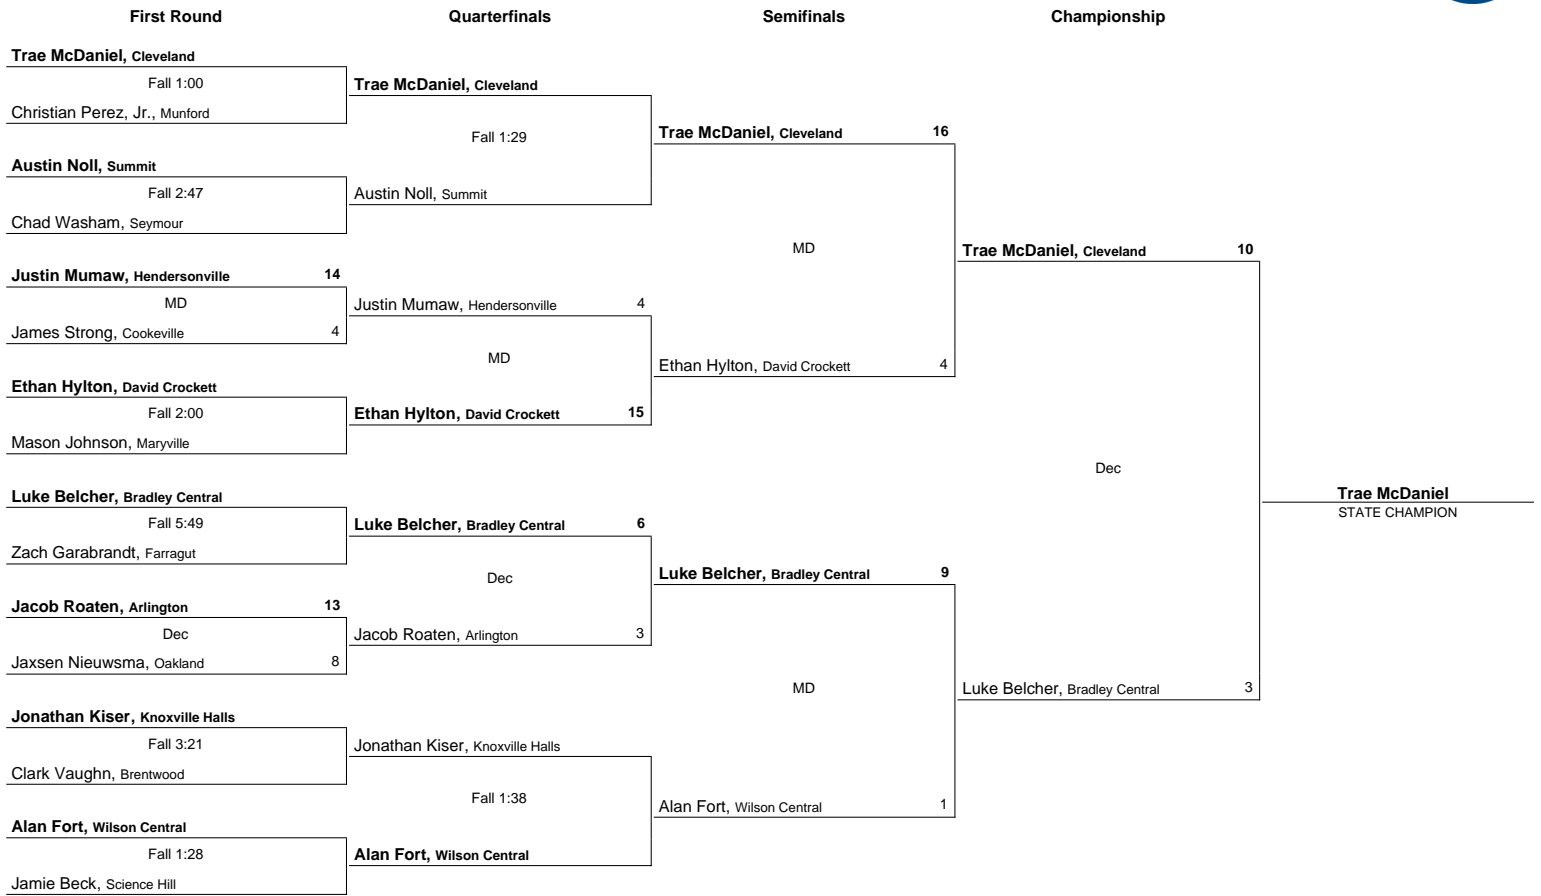 First Round Quarterfinals Semifinals Championship
Trae McDaniel, Cleveland
Fall 1:00
Christian Perez, Jr., Munford
Austin Noll, Summit
Fall 2:47
Chad Washam, Seymour
Justin Mumaw, Hendersonville 14
MD
James Strong, Cookeville 4
Ethan Hylton, David Crockett
Fall 2:00
Mason Johnson, Maryville
Luke Belcher, Bradley Central
Fall 5:49
Zach Garabrandt, Farragut
Jacob Roaten, Arlington 13
Dec
Jaxsen Nieuwsma, Oakland 8
Jonathan Kiser, Knoxville Halls
Fall 3:21
Clark Vaughn, Brentwood
Alan Fort, Wilson Central
Fall 1:28
Jamie Beck, Science Hill
Trae McDaniel, Cleveland
Fall 1:29
Austin Noll, Summit
Justin Mumaw, Hendersonville 4
MD
Ethan Hylton, David Crockett 15
Luke Belcher, Bradley Central 6
Dec
Jacob Roaten, Arlington 3
Jonathan Kiser, Knoxville Halls
Fall 1:38
Alan Fort, Wilson Central
Trae McDaniel, Cleveland 16
MD
Ethan Hylton, David Crockett 4
Luke Belcher, Bradley Central 9
MD
Alan Fort, Wilson Central 1
Trae McDaniel, Cleveland 10
Dec
Luke Belcher, Bradley Central 3
Trae McDaniel
STATE CHAMPION